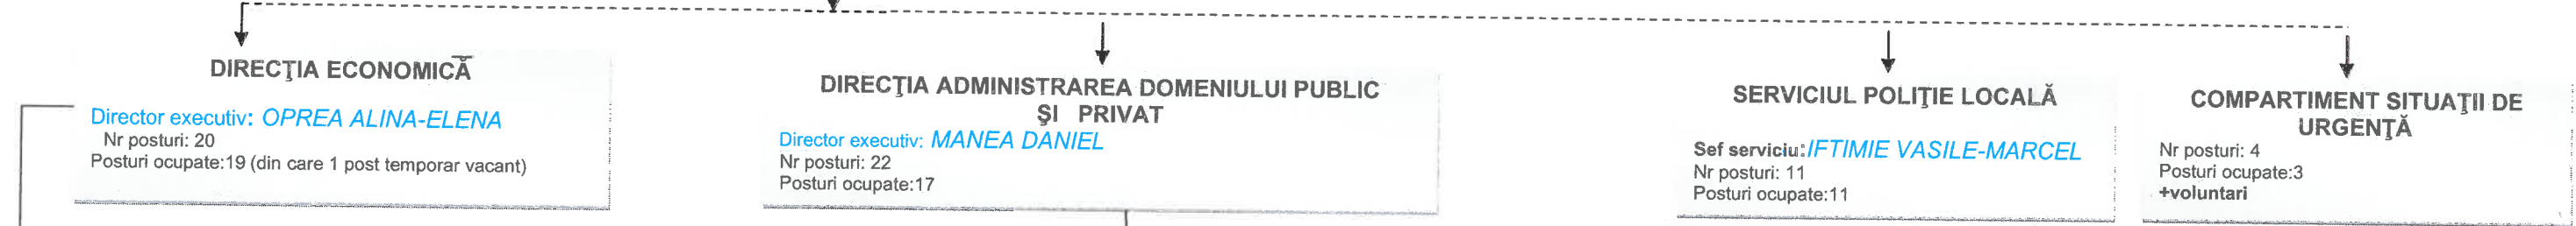 DIRECŢIA ECONOMICĂ
Director executiv: OPREA ALINA-ELENA
Nr posturi: 20
Posturi ocupate:19 (din care 1 post temporar vacant)
DIRECŢIA ADMINISTRAREA DOMENIULUI PUBLIC
ŞI PRIVAT
Director executiv: MANEA DANIEL
Nr posturi: 22
Posturi ocupate:17
SERVICIUL POLIŢIE LOCALĂ
Sef serviciu:IFTIMIE VASILE-MARCEL
Nr posturi: 11
Posturi ocupate:11
COMPARTIMENT SITUAŢII DE
URGENŢĂ
Nr posturi: 4
Posturi ocupate:3
+voluntari